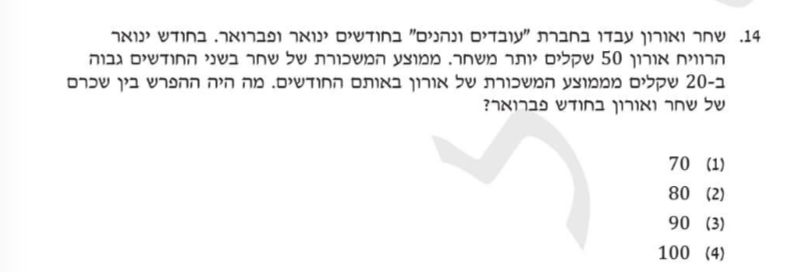 14. שחר ואורון עבדו בחברת "עובדים ונהנים" בחודשים ינואר ופברואר. בחודש ינואר
הרוויח אורון 50 שקלים יותר משחר. ממוצע המשכורת של שחר בשני החודשים גבוה
ב-20 שקלים מממוצע המשכורת של אורון באותם החודשים. מה היה ההפרש בין שכרם
של שחר ואורון בחודש פברואר?
(1) 70
(2) 80
(3) 90
(4) 100